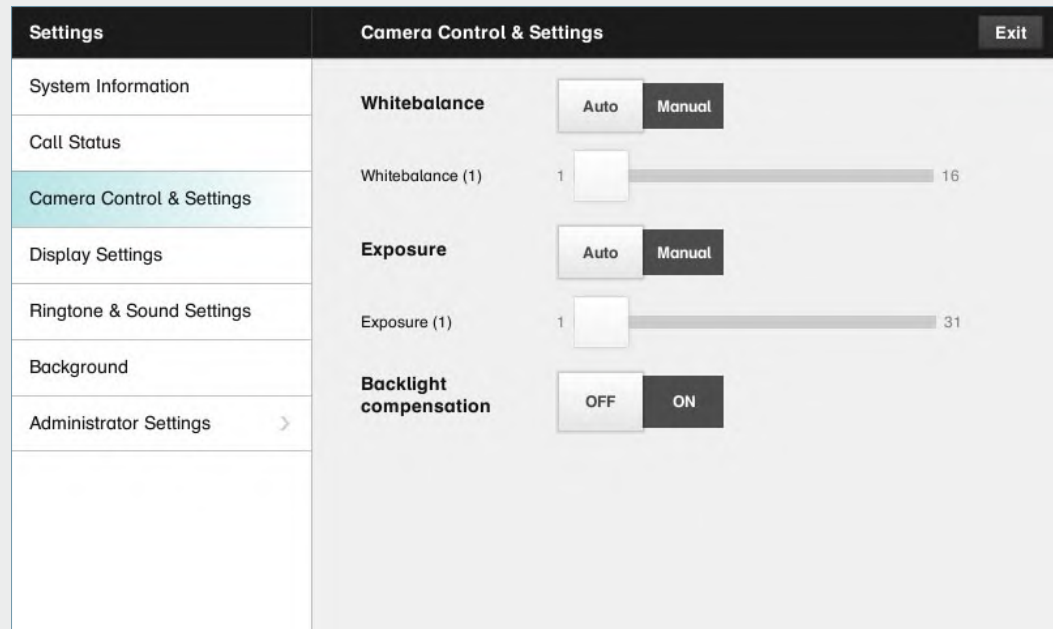 Settings
Camera Control & Settings
Exit
System Information
Call Status
Camera Control & Settings
Display Settings
Ringtone & Sound Settings
Background
Administrator Settings
Whitebalance
Auto
Manual
Whitebalance (1)
1
16
Exposure
Auto
Manual
Exposure (1)
1
31
Backlight
compensation
OFF
ON